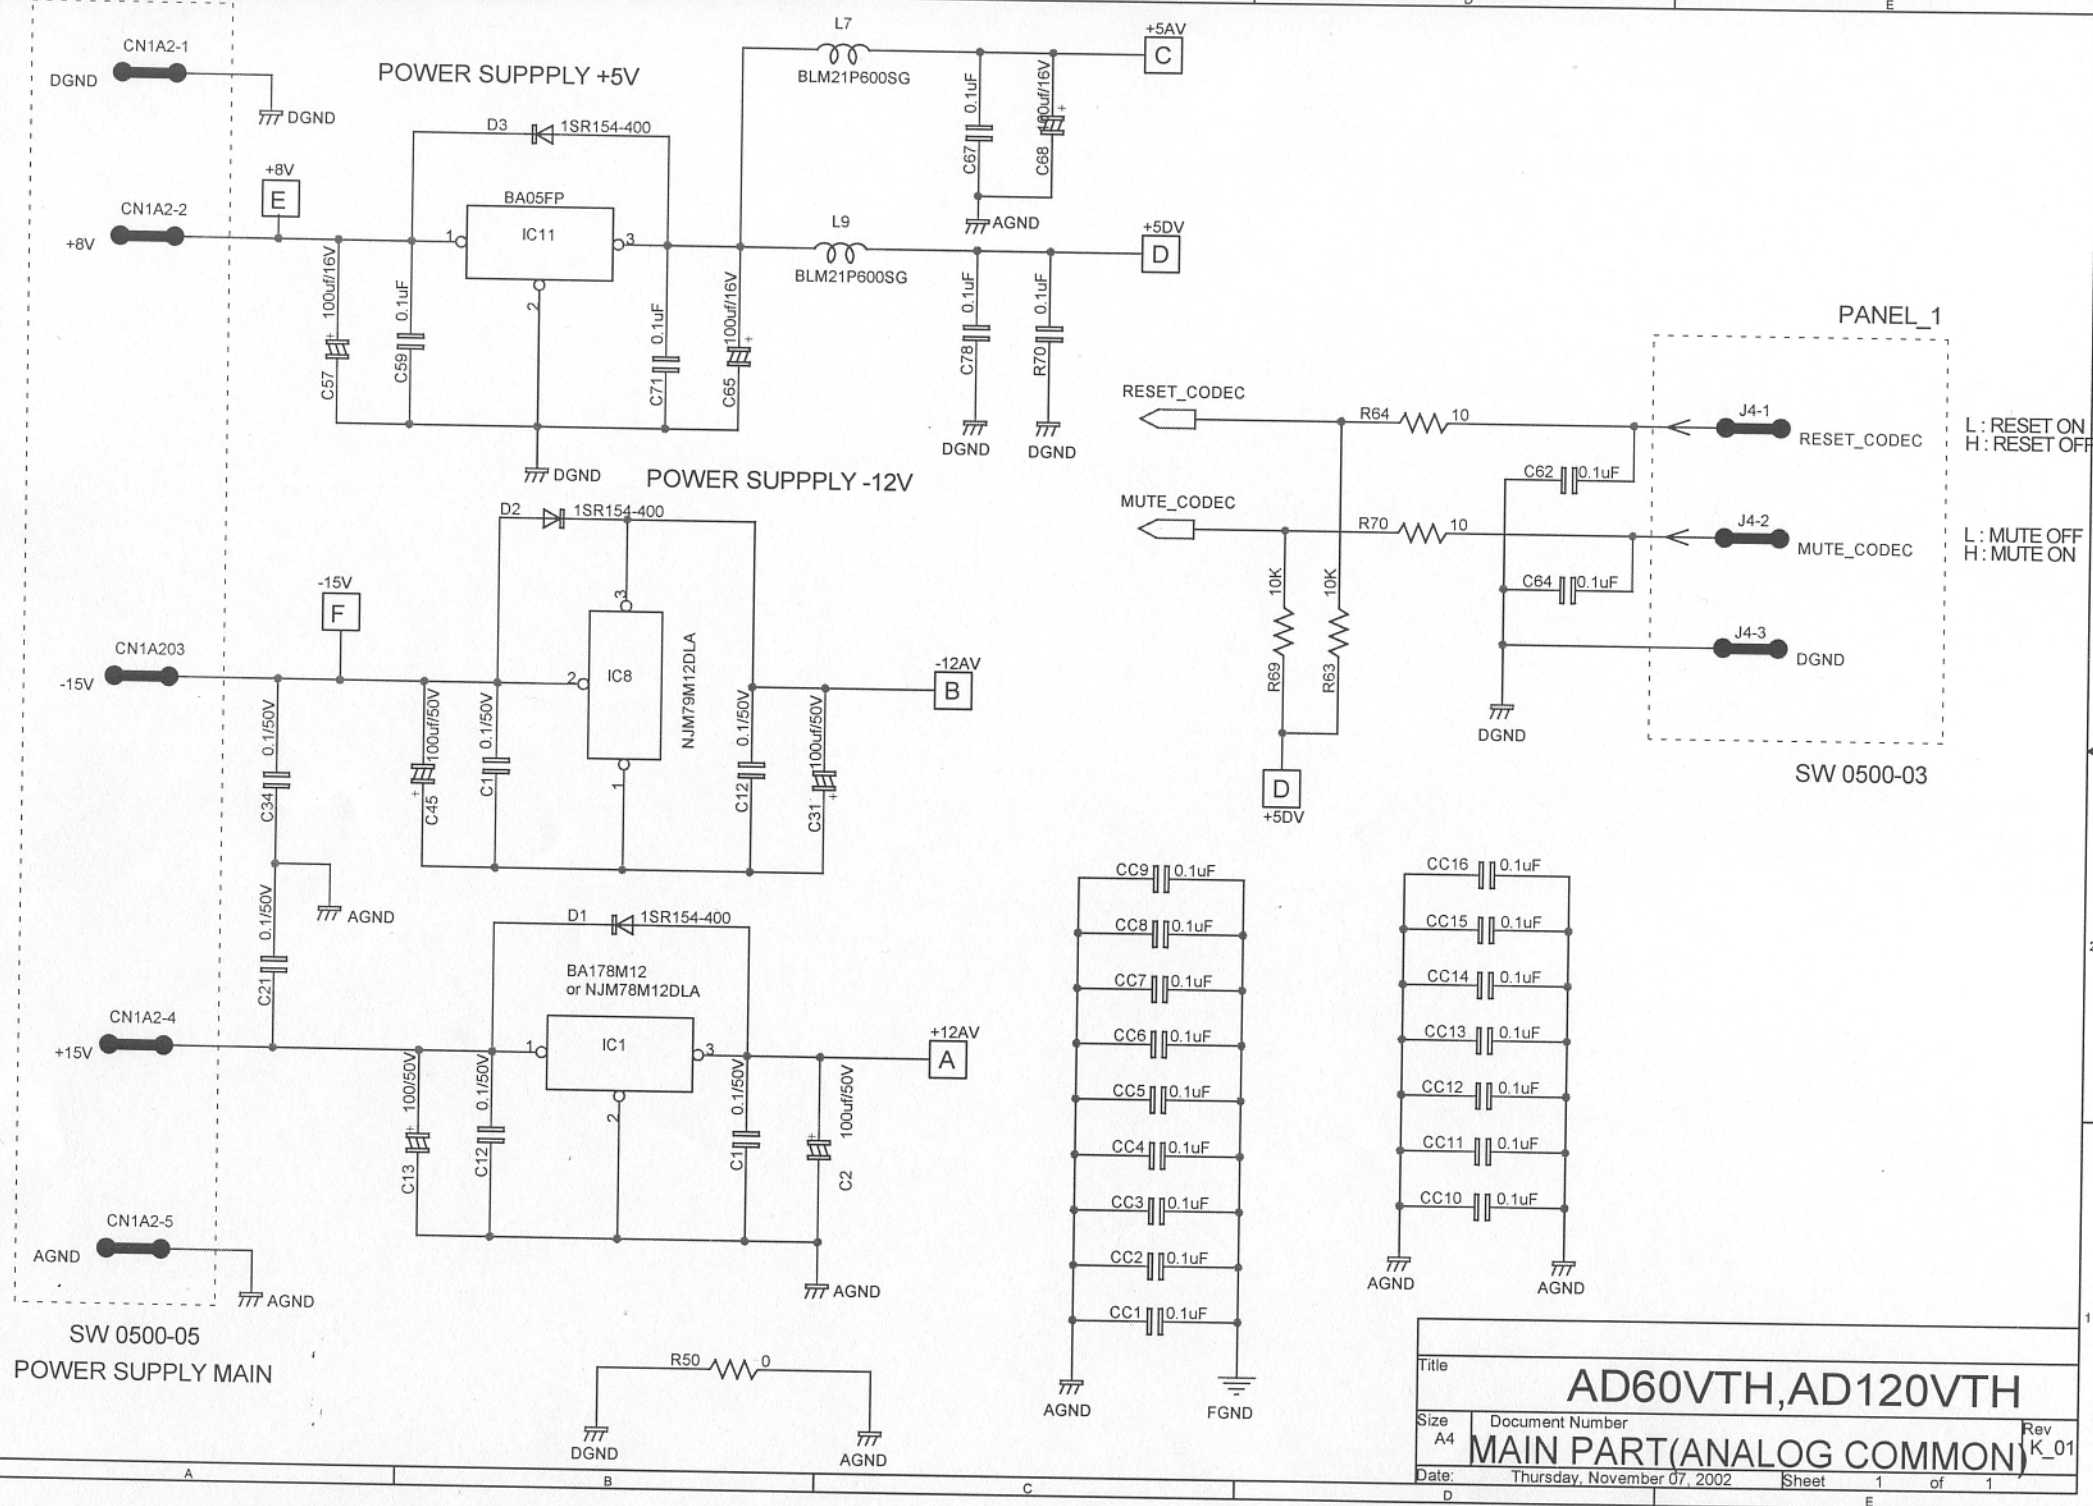 E
CN1A2-1
DGND
DGND
POWER SUPPPLY +5V
D3
1SR154-400
+8V
E
CN1A2-2
+8V
BA05FP
IC11
1
3
2
100uf/16V
C57
0.1uF
C59
0.1uF
C71
100uf/16V
C65
DGND
L7
BLM21P600SG
0.1uF
C67
C68
+5AV
C
AGND
L9
BLM21P600SG
+5DV
D
0.1uF
C78
0.1uF
R70
DGND
DGND
POWER SUPPPLY -12V
D2
1SR154-400
-15V
F
CN1A203
-15V
3
2
IC8
1
NJM79M12DLA
0.1/50V
C34
100uf/50V
C45
0.1/50V
C1
0.1/50V
C12
100uf/50V
C31
-12AV
B
AGND
0.1/50V
C21
D1
1SR154-400
BA178M12
or NJM78M12DLA
CN1A2-4
+15V
1
IC1
3
2
100/50V
C13
0.1/50V
C12
0.1/50V
C1
100uf/50V
C2
+12AV
A
AGND
CN1A2-5
AGND
AGND
SW 0500-05
POWER SUPPLY MAIN
R50
0
DGND
AGND
PANEL_1
RESET_CODEC
R64
10
J4-1
RESET_CODEC
L : RESET ON
H : RESET OFF
C62
0.1uF
MUTE_CODEC
R70
10
J4-2
MUTE_CODEC
L : MUTE OFF
H : MUTE ON
C64
0.1uF
10K
R69
10K
R63
J4-3
DGND
DGND
SW 0500-03
D
+5DV
CC9 0.1uF
CC8 0.1uF
CC7 0.1uF
CC6 0.1uF
CC5 0.1uF
CC4 0.1uF
CC3 0.1uF
CC2 0.1uF
CC1 0.1uF
AGND
FGND
CC16 0.1uF
CC15 0.1uF
CC14 0.1uF
CC13 0.1uF
CC12 0.1uF
CC11 0.1uF
CC10 0.1uF
AGND
AGND
2
1
Title
AD60VTH,AD120VTH
Size
A4
Document Number
MAIN PART(ANALOG COMMON)
Rev
K_01
Date:
Thursday, November 07, 2002
Sheet 1 of 1
A
B
C
D
E